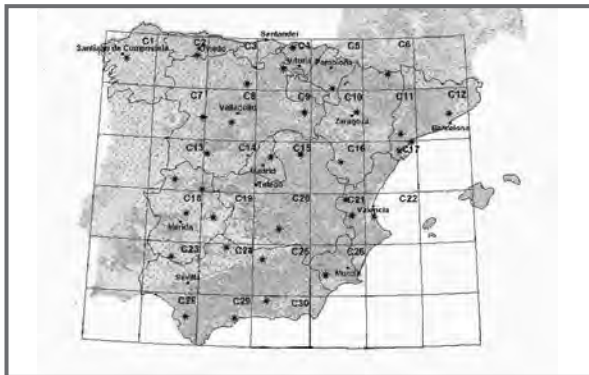 Santander
C1 C2 C3 C4 C5 C6
Oviedo
Santiago de Compostela
Vitoria Pamplona
C7 C8 C9 C10 C11 C12
Valladolid
Zaragoza
Barcelona
C13 C14 C15 C16 C17
Madrid
Toledo
C18 C19 C20 C21 C22
Valencia
Mérida
C23 C24 C25 C26
Murcia
Sevilla
C28 C29 C30